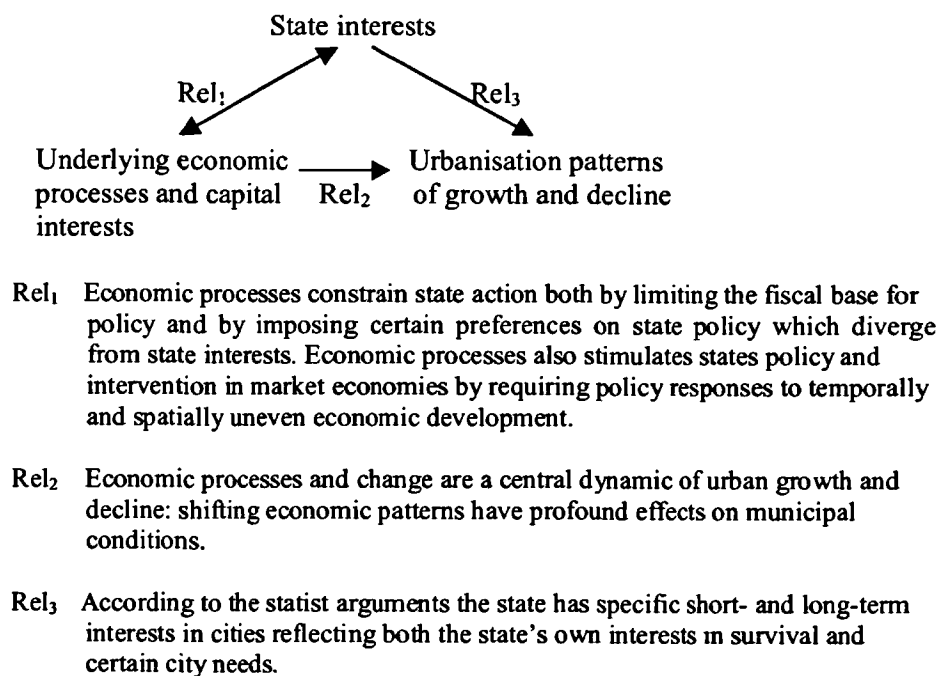 State interests
Rel₁
Rel₃
Underlying economic
processes and capital
interests
Rel₂
Urbanisation patterns
of growth and decline
Rel₁ Economic processes constrain state action both by limiting the fiscal base for
policy and by imposing certain preferences on state policy which diverge
from state interests. Economic processes also stimulates states policy and
intervention in market economies by requiring policy responses to temporally
and spatially uneven economic development.
Rel₂ Economic processes and change are a central dynamic of urban growth and
decline: shifting economic patterns have profound effects on municipal
conditions.
Rel₃ According to the statist arguments the state has specific short- and long-term
interests in cities reflecting both the state's own interests in survival and
certain city needs.